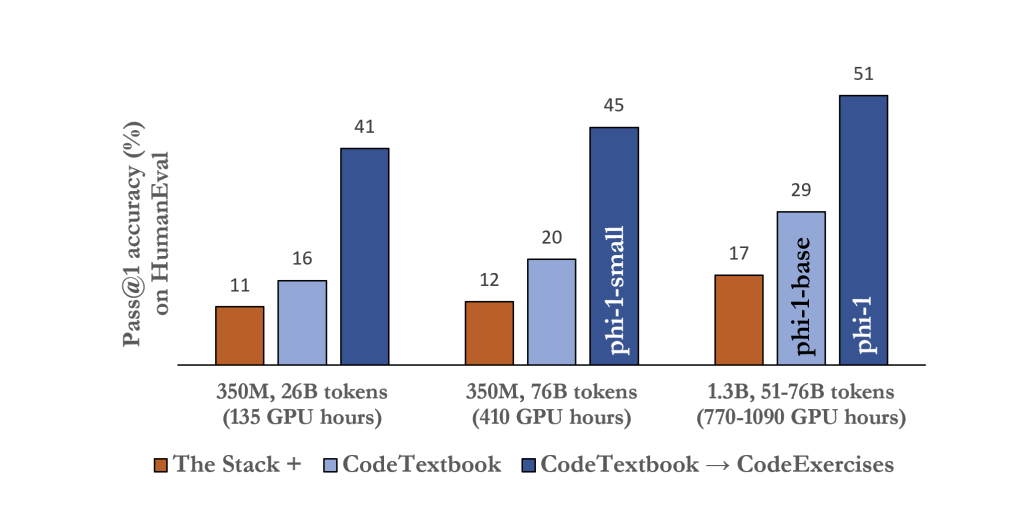 Pass@1 accuracy (%)
on HumanEval
11
16
41
12
20
45
phi-1-small
17
29
phi-1-base
51
phi-1
350M, 26B tokens
(135 GPU hours)
350M, 76B tokens
(410 GPU hours)
1.3B, 51-76B tokens
(770-1090 GPU hours)
The Stack +
CodeTextbook
CodeTextbook → CodeExercises